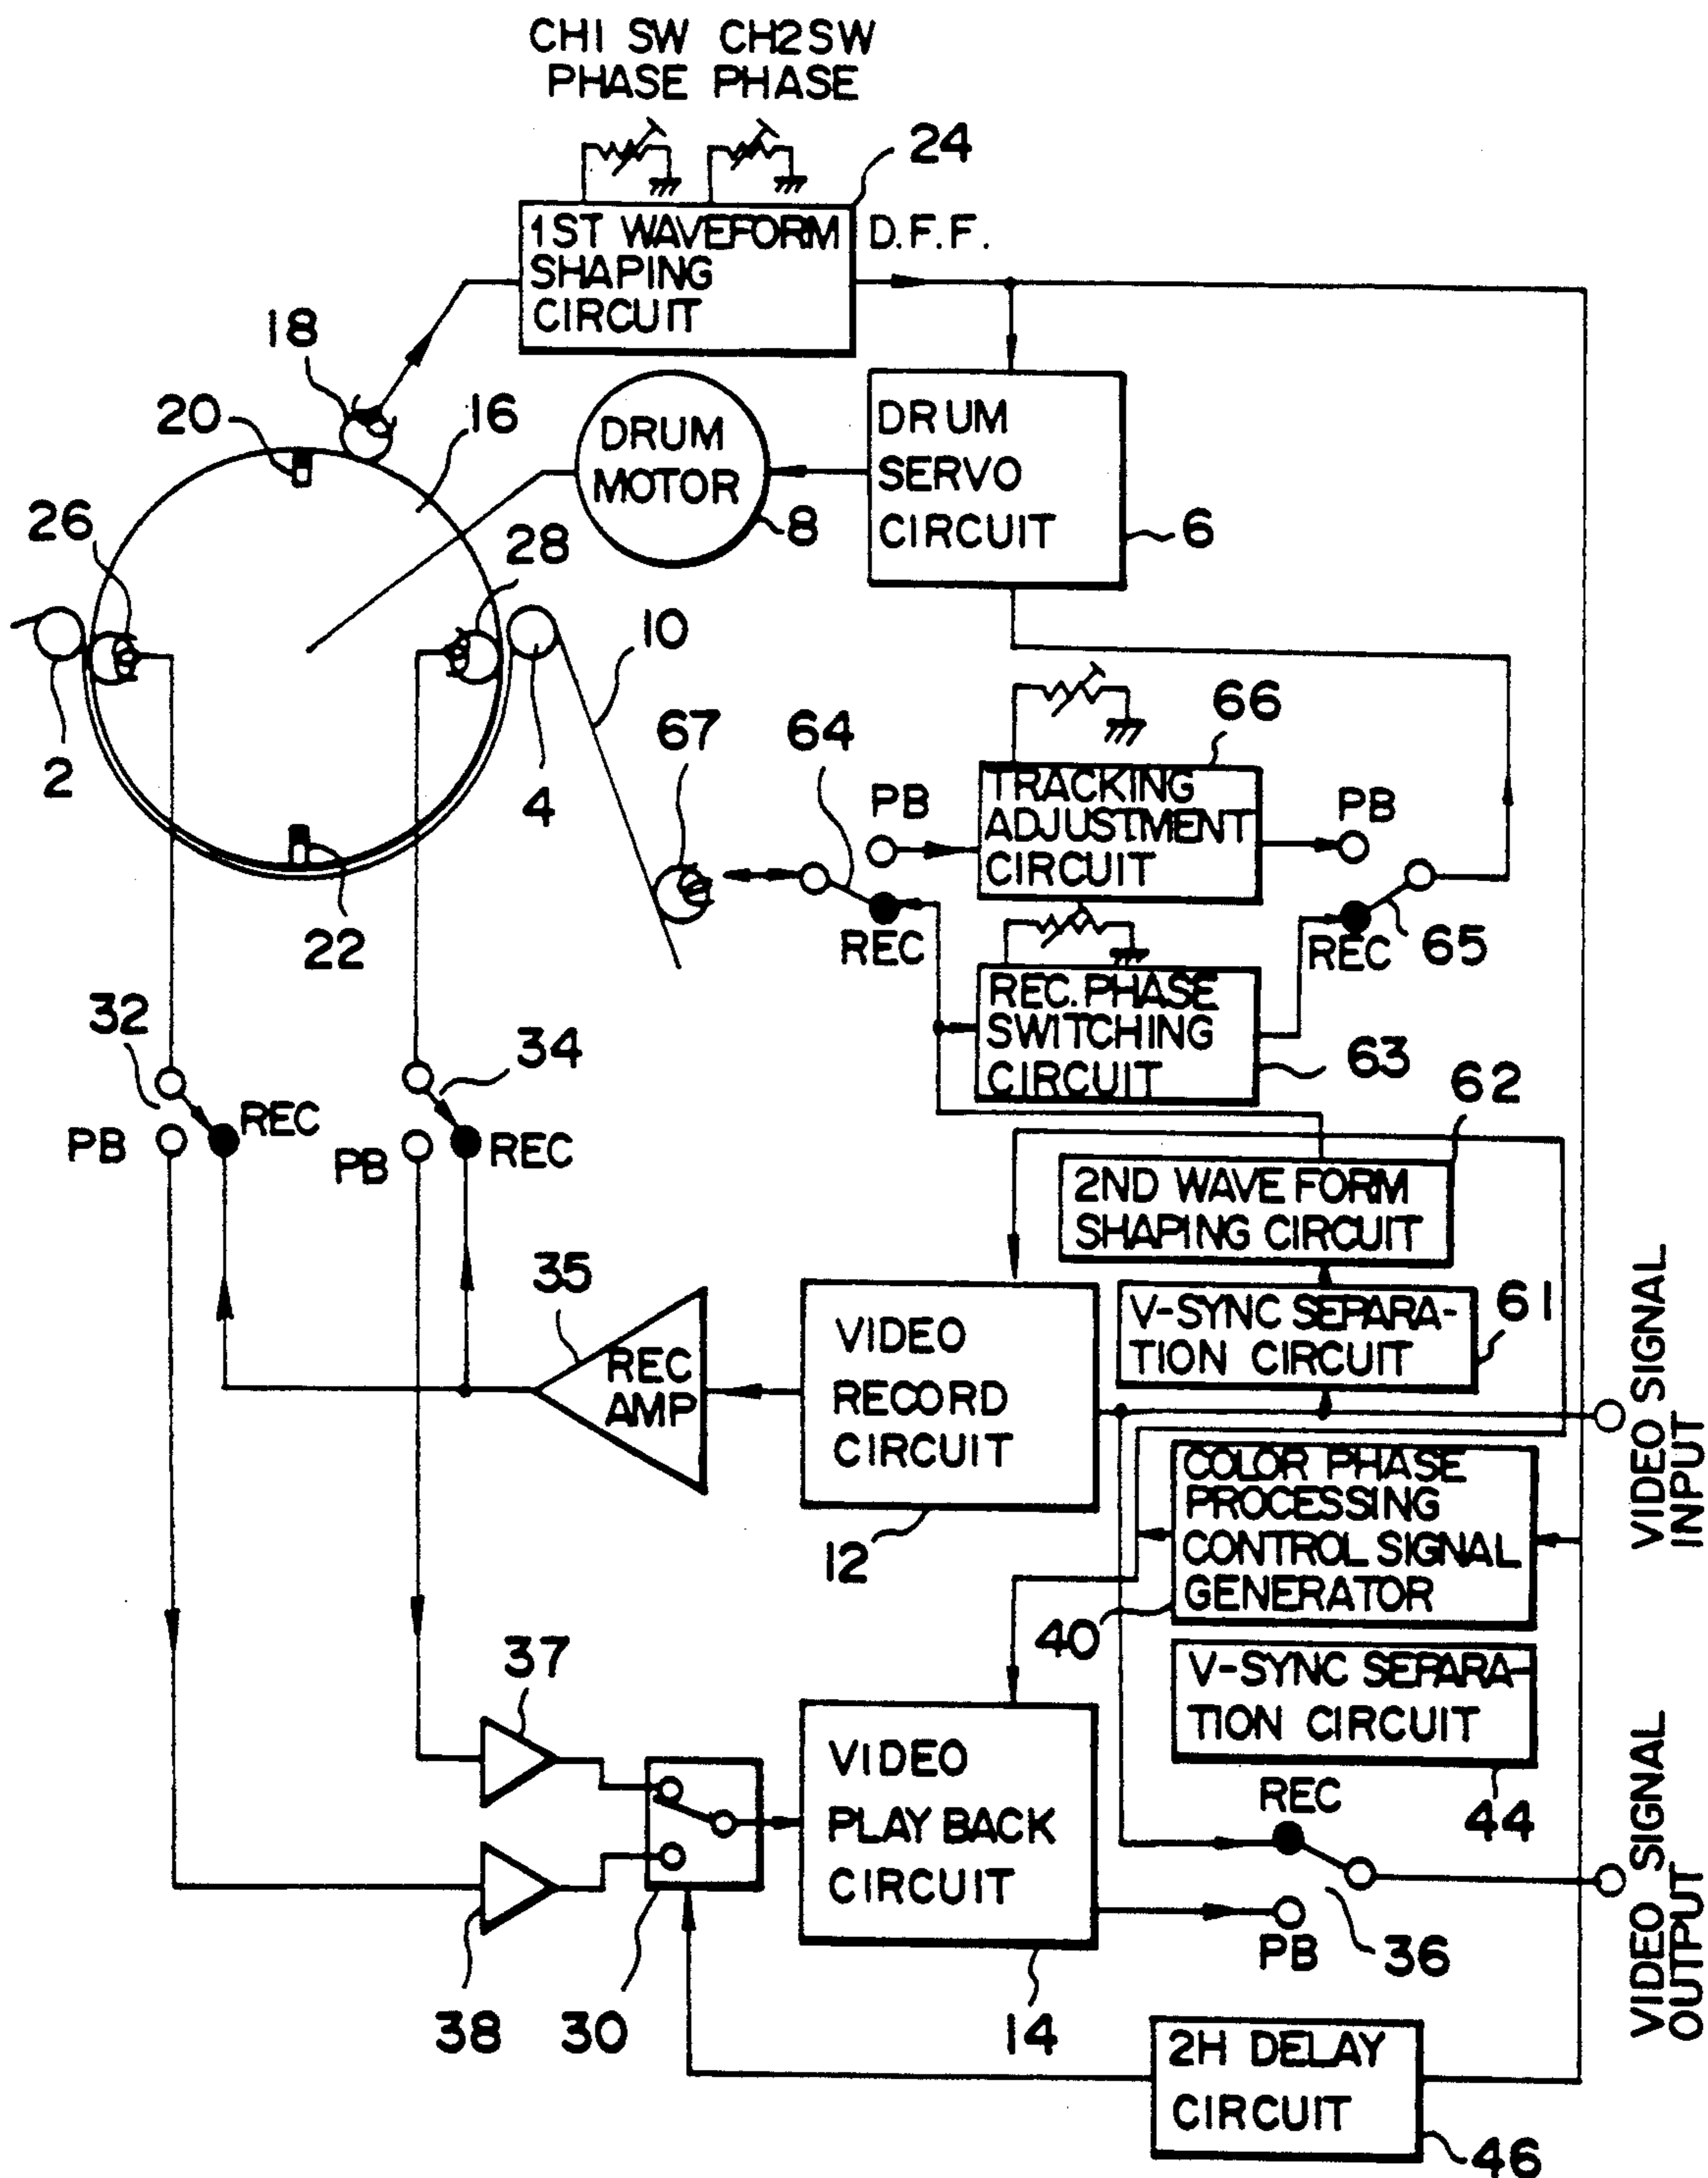 CH1 SW CH2SW
PHASE PHASE
24
1ST WAVEFORM
SHAPING
CIRCUIT
D.F.F.
18
20
16
DRUM
MOTOR
8
DRUM
SERVO
CIRCUIT
6
26
28
2
4
10
67
64
66
PB
TRACKING
ADJUSTMENT
CIRCUIT
PB
REC
REC
65
22
REC. PHASE
SWITCHING
CIRCUIT
63
32
34
REC
PB
REC
PB
62
2ND WAVE FORM
SHAPING CIRCUIT
35
REC
AMP
VIDEO
RECORD
CIRCUIT
12
V-SYNC SEPARA-
TION CIRCUIT
61
VIDEO SIGNAL
INPUT
COLOR PHASE
PROCESSING
CONTROL SIGNAL
GENERATOR
40
V-SYNC SEPARA-
TION CIRCUIT
44
37
38
30
VIDEO
PLAY BACK
CIRCUIT
14
REC
PB
36
VIDEO SIGNAL
OUTPUT
2H DELAY
CIRCUIT
46